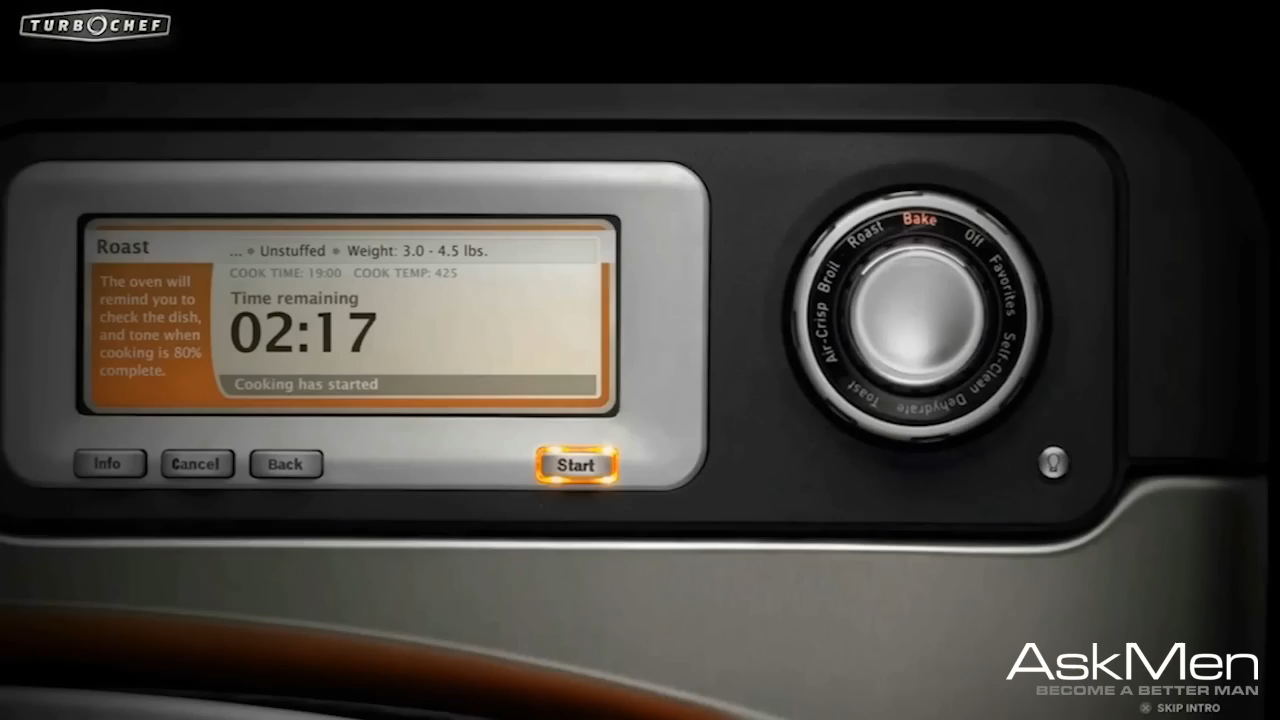 TURBOCHEF
Roast
... • Unstuffed • Weight: 3.0 - 4.5 lbs.
COOK TIME: 19:00 COOK TEMP: 425
The oven will
remind you to
check the dish,
and tone when
cooking is 80%
complete.
Time remaining
02:17
Cooking has started
Info
Cancel
Back
Start
Bake
Off
Favorites
Self-Clean
Dehydrate
Toast
Air-Crisp
Broil
Roast
AskMen
BECOME A BETTER MAN
SKIP INTRO